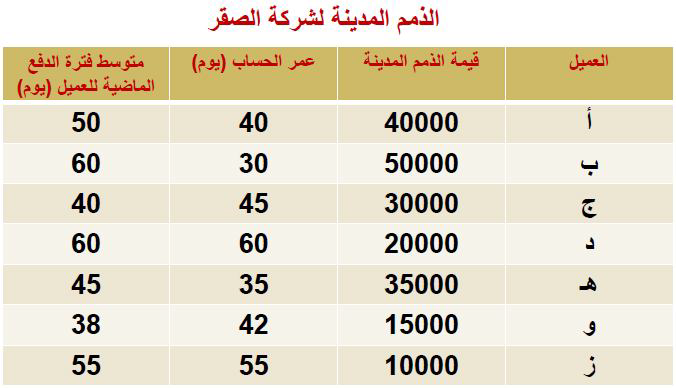 الذمم المدينة لشركة الصقر
العميل قيمة الذمم المدينة عمر الحساب (يوم) متوسط فترة الدفع
الماضية للعميل (يوم)
أ 40000 40 50
ب 50000 30 60
ج 30000 45 40
د 20000 60 60
هـ 35000 35 45
و 15000 42 38
ز 10000 55 55